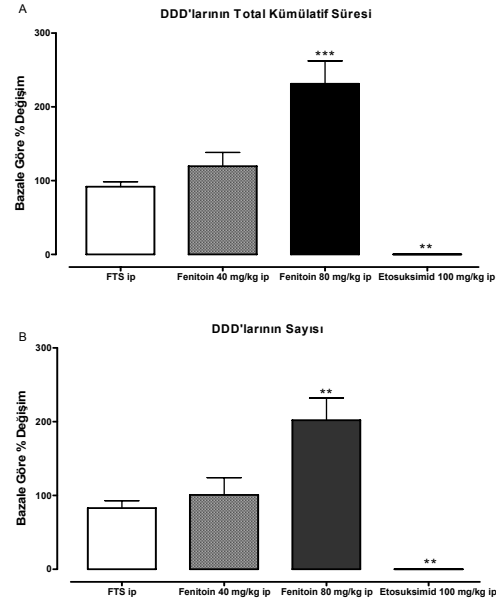 A
DDD'larının Total Kümülatif Süresi
Bazale Göre % Değişim
300
200
100
0
***
**
FTS ip
Fenitoin 40 mg/kg ip
Fenitoin 80 mg/kg ip
Etosuksimid 100 mg/kg ip
B
DDD'larının Sayısı
Bazale Göre % Değişim
300
200
100
0
**
**
FTS ip
Fenitoin 40 mg/kg ip
Fenitoin 80 mg/kg ip
Etosuksimid 100 mg/kg ip